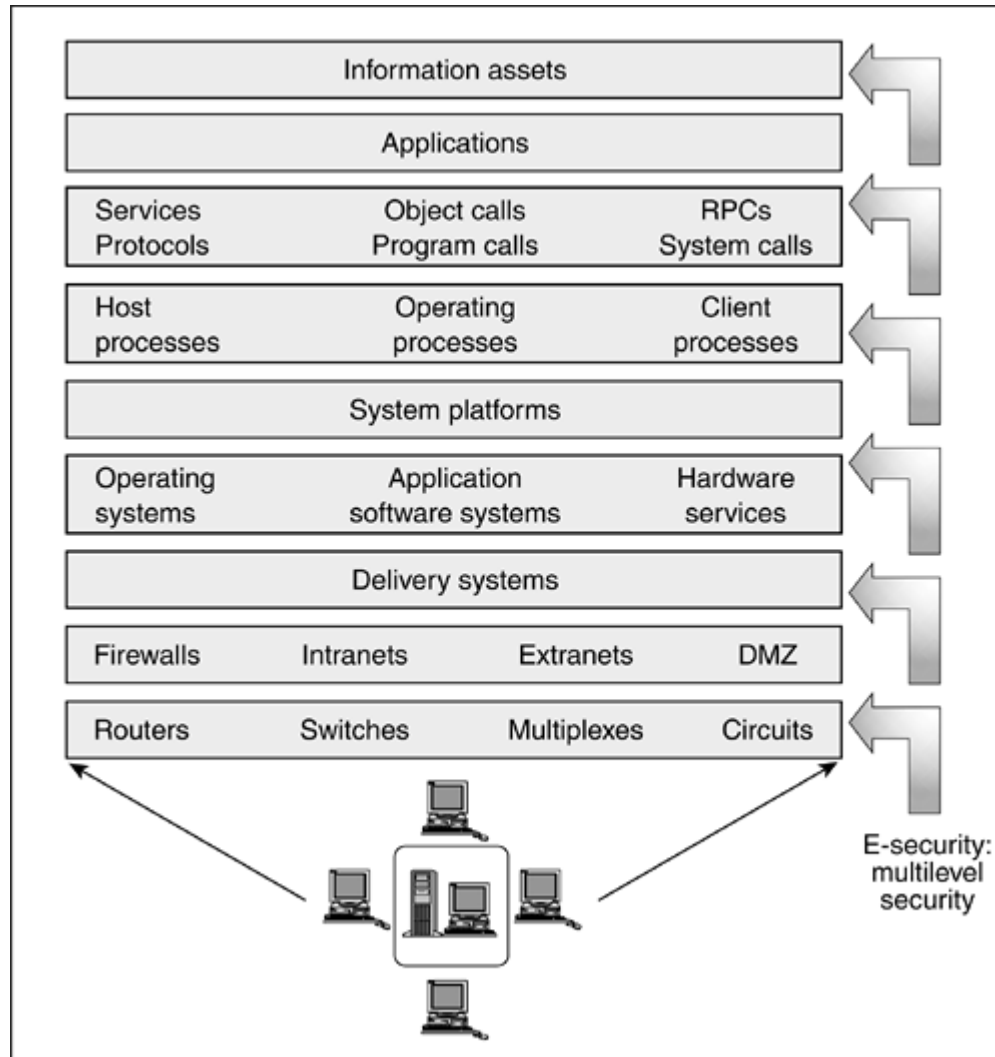 Information assets
Applications
Services Object calls RPCs
Protocols Program calls System calls
Host Operating Client
processes processes processes
System platforms
Operating Application Hardware
systems software systems services
Delivery systems
Firewalls Intranets Extranets DMZ
Routers Switches Multiplexes Circuits
E-security:
multilevel
security